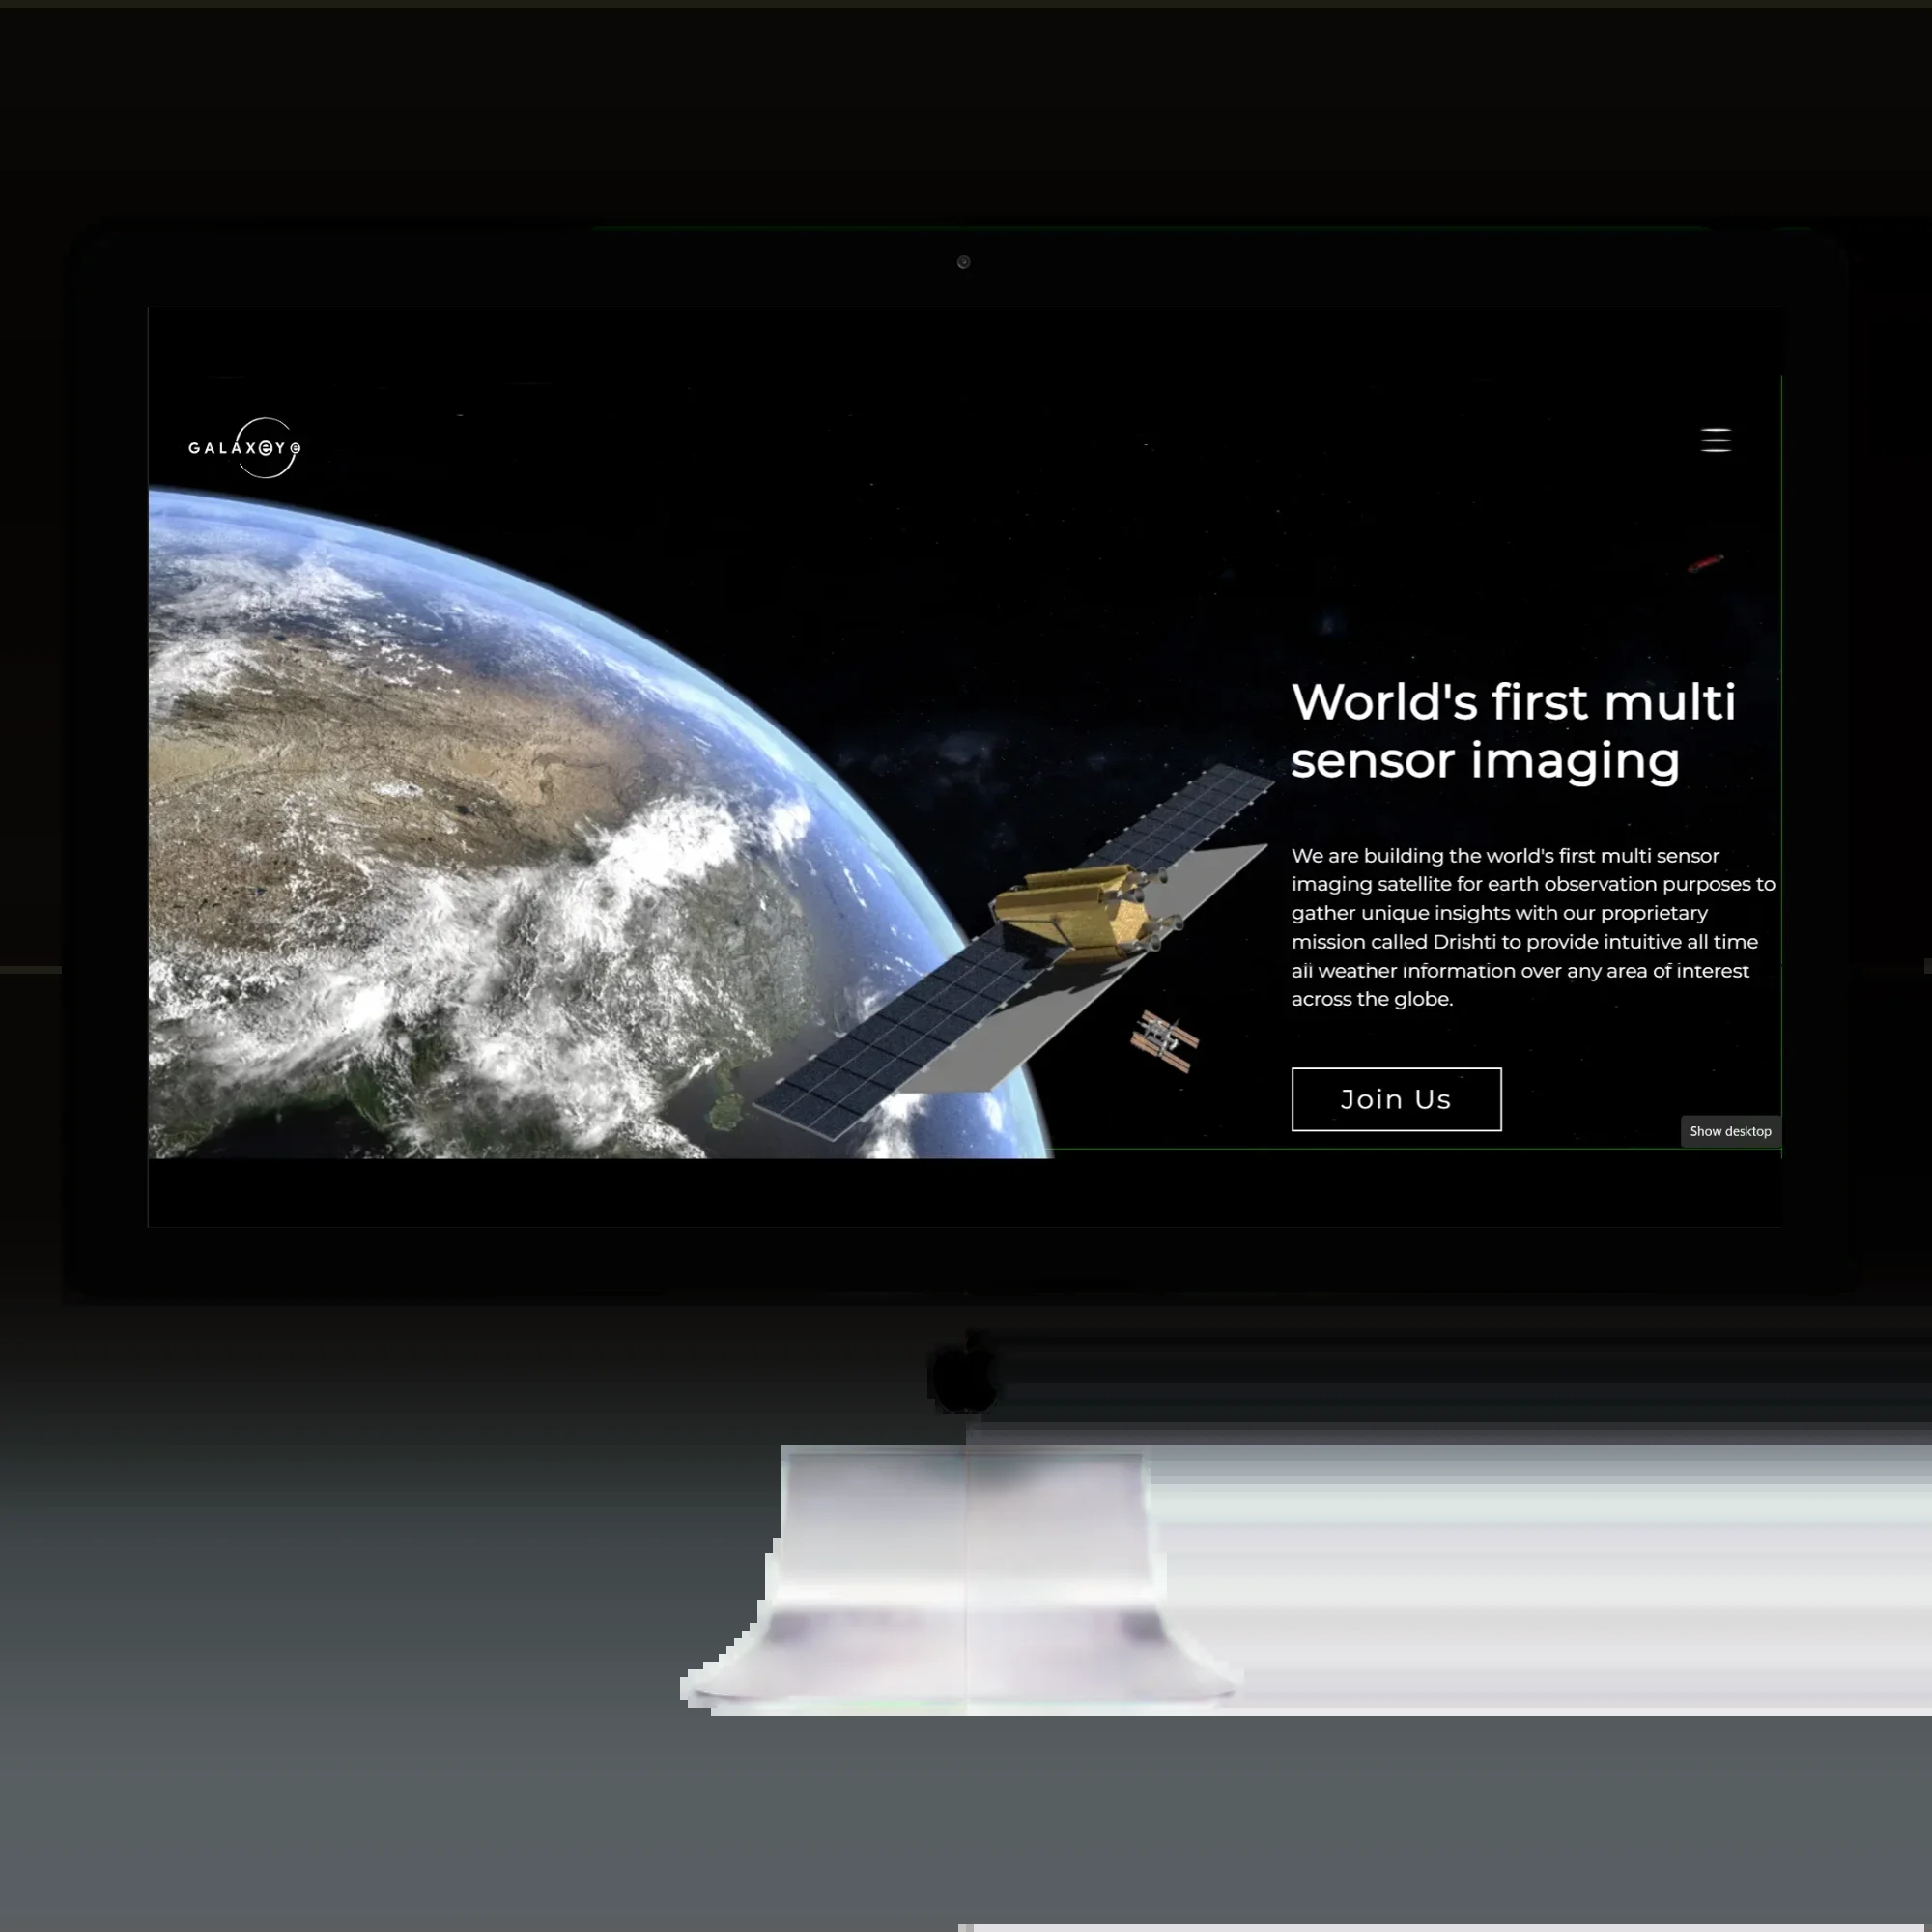 GALAXEYE
World's first multi
sensor imaging
We are building the world's first multi sensor
imaging satellite for earth observation purposes to
gather unique insights with our proprietary
mission called Drishti to provide intuitive all time
all weather information over any area of interest
across the globe.
Join Us
Show desktop